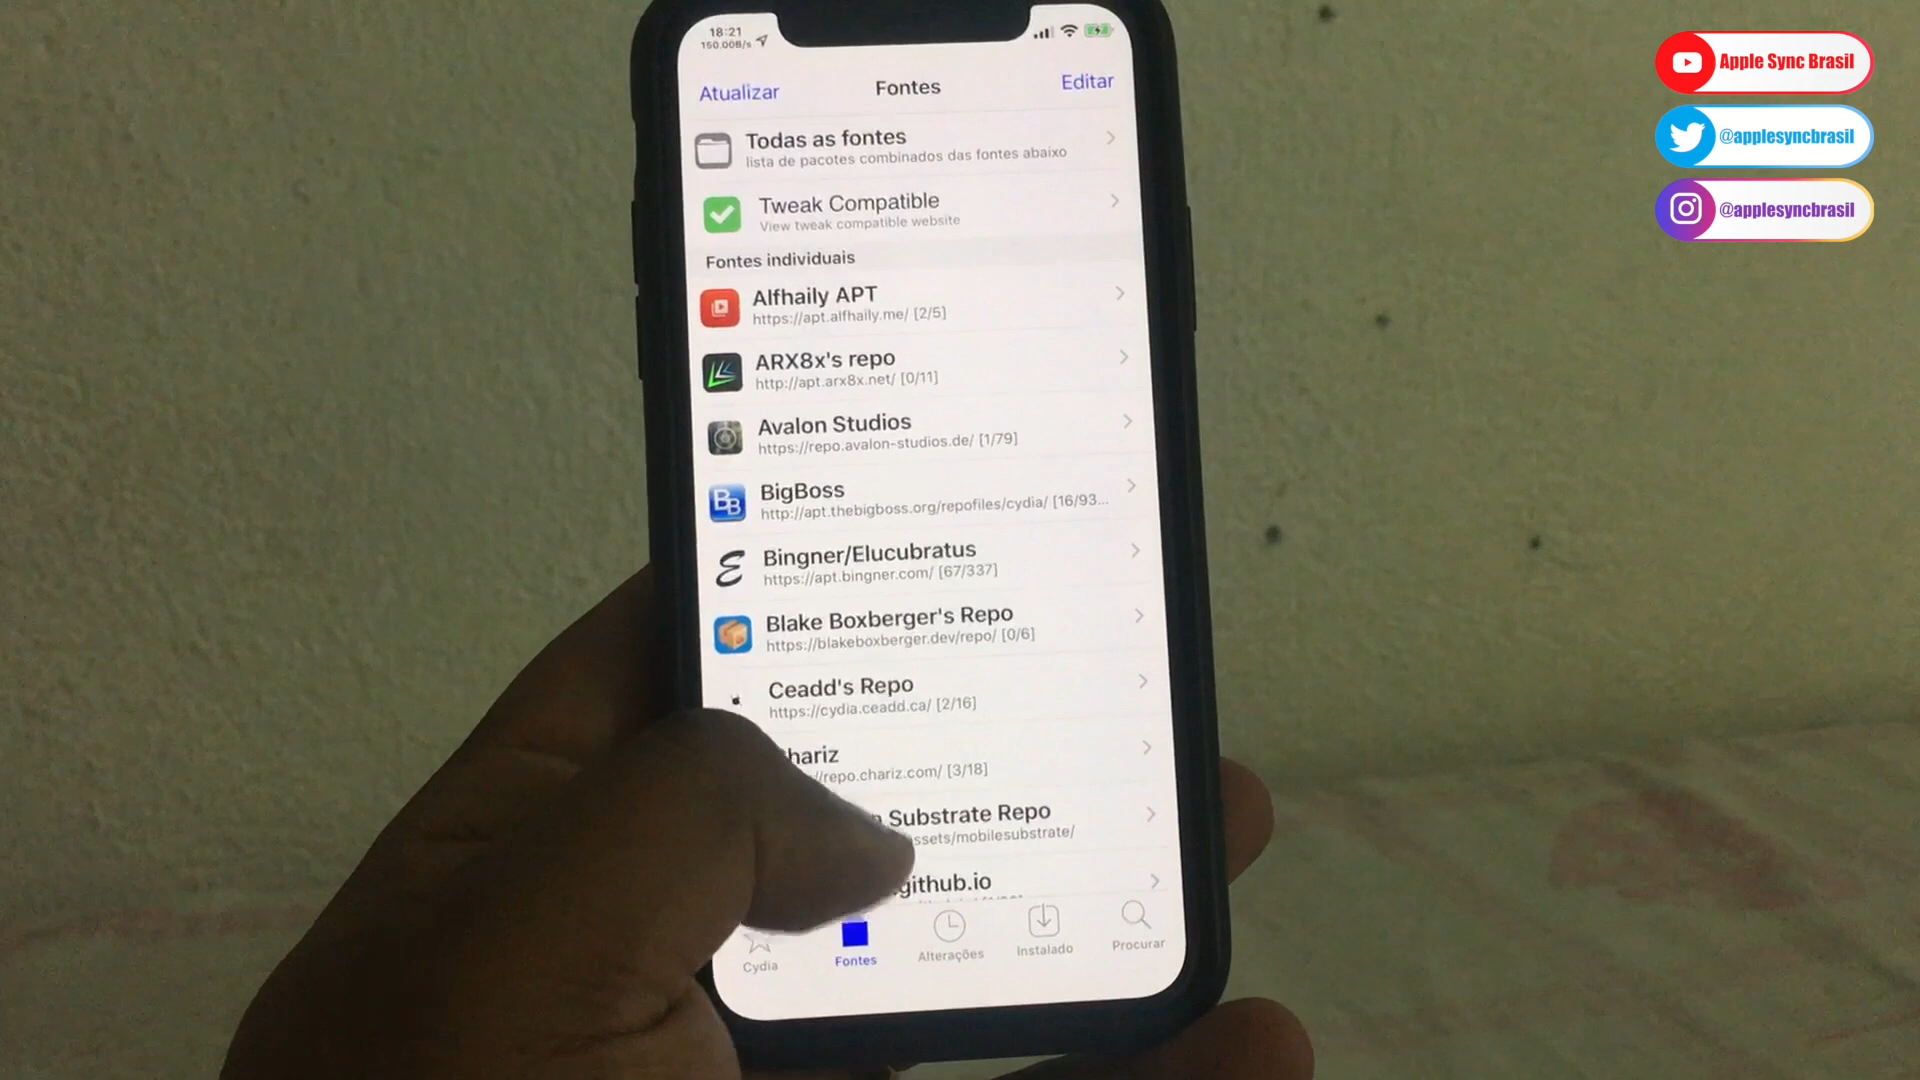 18:21
150.00B/s
Atualizar
Fontes
Editar
Todas as fontes
lista de pacotes combinados das fontes abaixo
Tweak Compatible
View tweak compatible website
Fontes individuais
Alfhaily APT
https://apt.alfhaily.me/ [2/5]
ARX8x's repo
http://apt.arx8x.net/ [0/11]
Avalon Studios
https://repo.avalon-studios.de/ [1/79]
BB
BigBoss
http://apt.thebigboss.org/repofiles/cydia/ [16/93...
Bingner/Elucubratus
https://apt.bingner.com/ [67/337]
Blake Boxberger's Repo
https://blakeboxberger.dev/repo/ [0/6]
Ceadd's Repo
https://cydia.ceadd.ca/ [2/16]
hariz
//repo.chariz.com/ [3/18]
Substrate Repo
ssets/mobilesubstrate/
.github.io
Cydia
Fontes
Alterações
Instalado
Procurar
Apple Sync Brasil
@applesyncbrasil
@applesyncbrasil